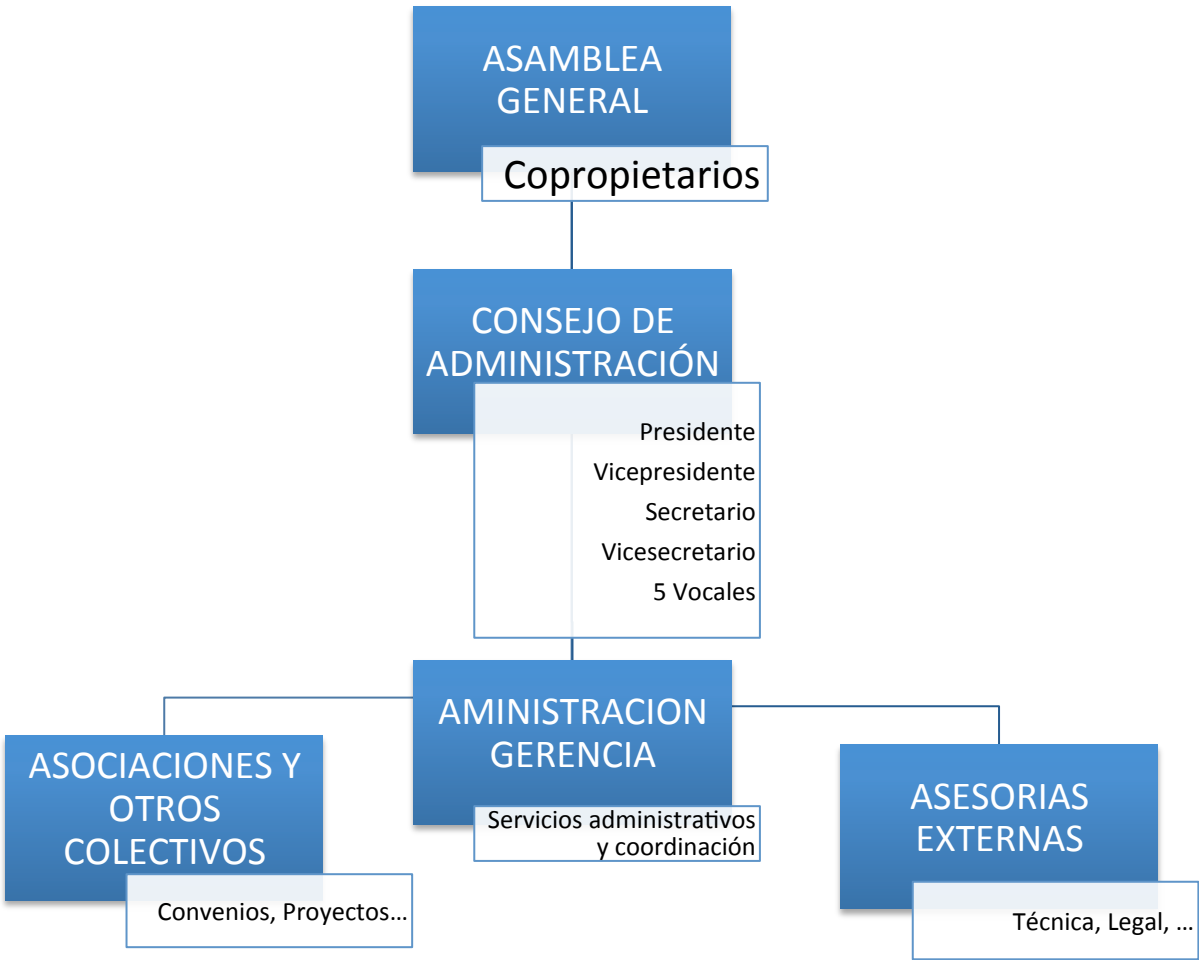 ASAMBLEA
GENERAL
Copropietarios
CONSEJO DE
ADMINISTRACIÓN
Presidente
Vicepresidente
Secretario
Vicesecretario
5 Vocales
AMINISTRACION
GERENCIA
Servicios administrativos
y coordinación
ASOCIACIONES Y
OTROS
COLECTIVOS
Convenios, Proyectos…
ASESORIAS
EXTERNAS
Técnica, Legal, …